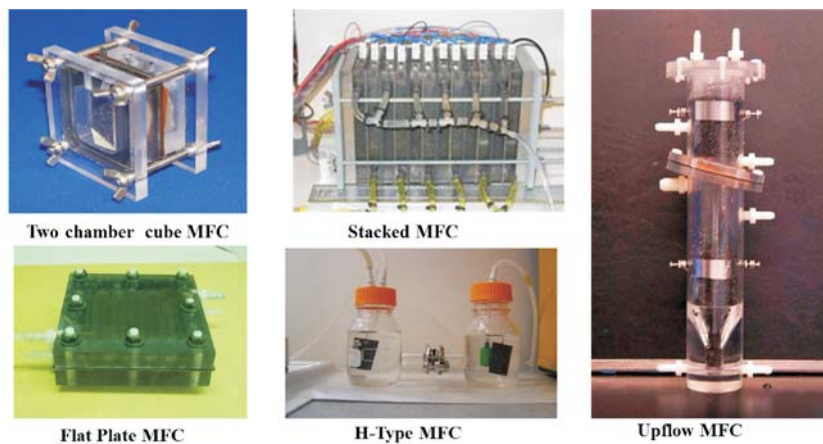 Two chamber cube MFC
Stacked MFC
Flat Plate MFC
H-Type MFC
Upflow MFC